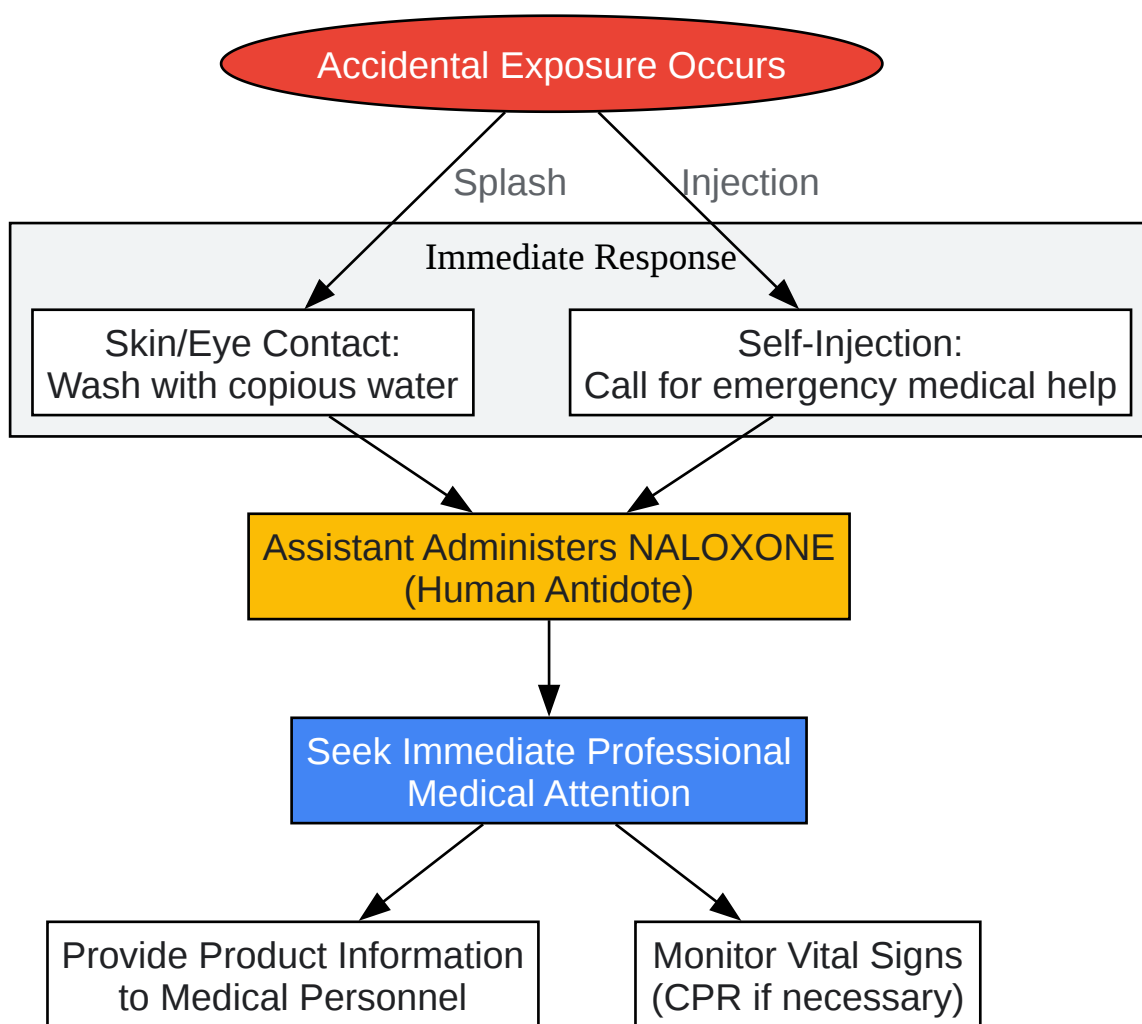 Accidental Exposure Occurs
Splash
Injection
Immediate Response
Skin/Eye Contact:
Wash with copious water
Self-Injection:
Call for emergency medical help
Assistant Administers NALOXONE
(Human Antidote)
Seek Immediate Professional
Medical Attention
Provide Product Information
to Medical Personnel
Monitor Vital Signs
(CPR if necessary)